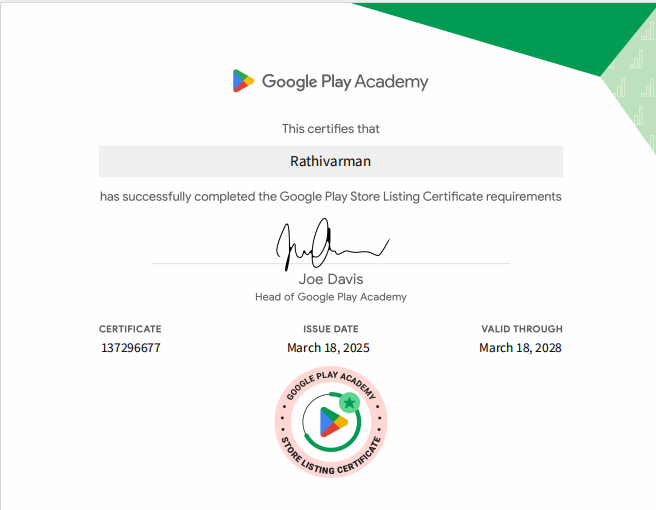 Google Play Academy
This certifies that
Rathivarman
has successfully completed the Google Play Store Listing Certificate requirements
Joe Davis
Head of Google Play Academy
CERTIFICATE ISSUE DATE VALID THROUGH
137296677 March 18, 2025 March 18, 2028
GOOGLE PLAY ACADEMY
STORE LISTING CERTIFICATE